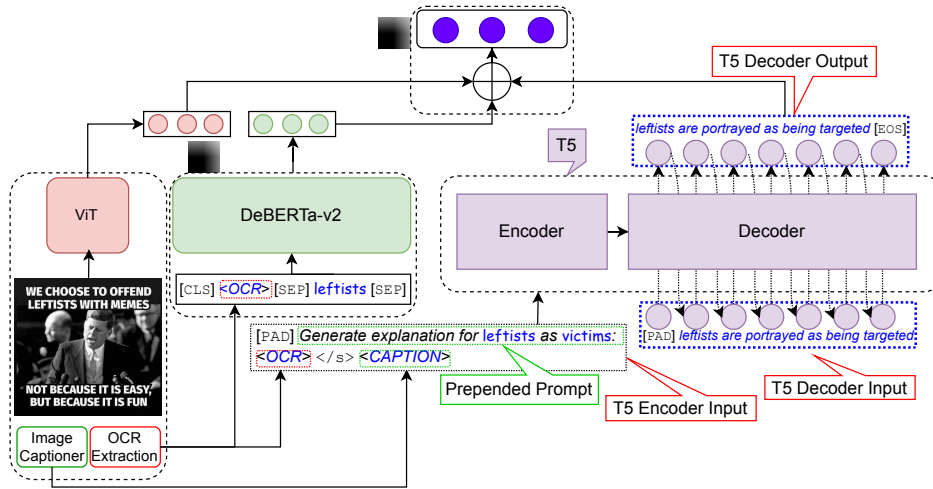 T5 Decoder Output
leftists are portrayed as being targeted [EOS]
T5
ViT
DeBERTa-v2
Encoder
Decoder
[CLS] <OCR> [SEP] leftists [SEP]
WE CHOOSE TO OFFEND
LEFTISTS WITH MEMES
NOT BECAUSE IT IS EASY,
BUT BECAUSE IT IS FUN
[PAD] Generate explanation for leftists as victims:
<OCR> </s> <CAPTION>
[PAD] leftists are portrayed as being targeted
Prepended Prompt
T5 Encoder Input
T5 Decoder Input
Image
Captioner
OCR
Extraction